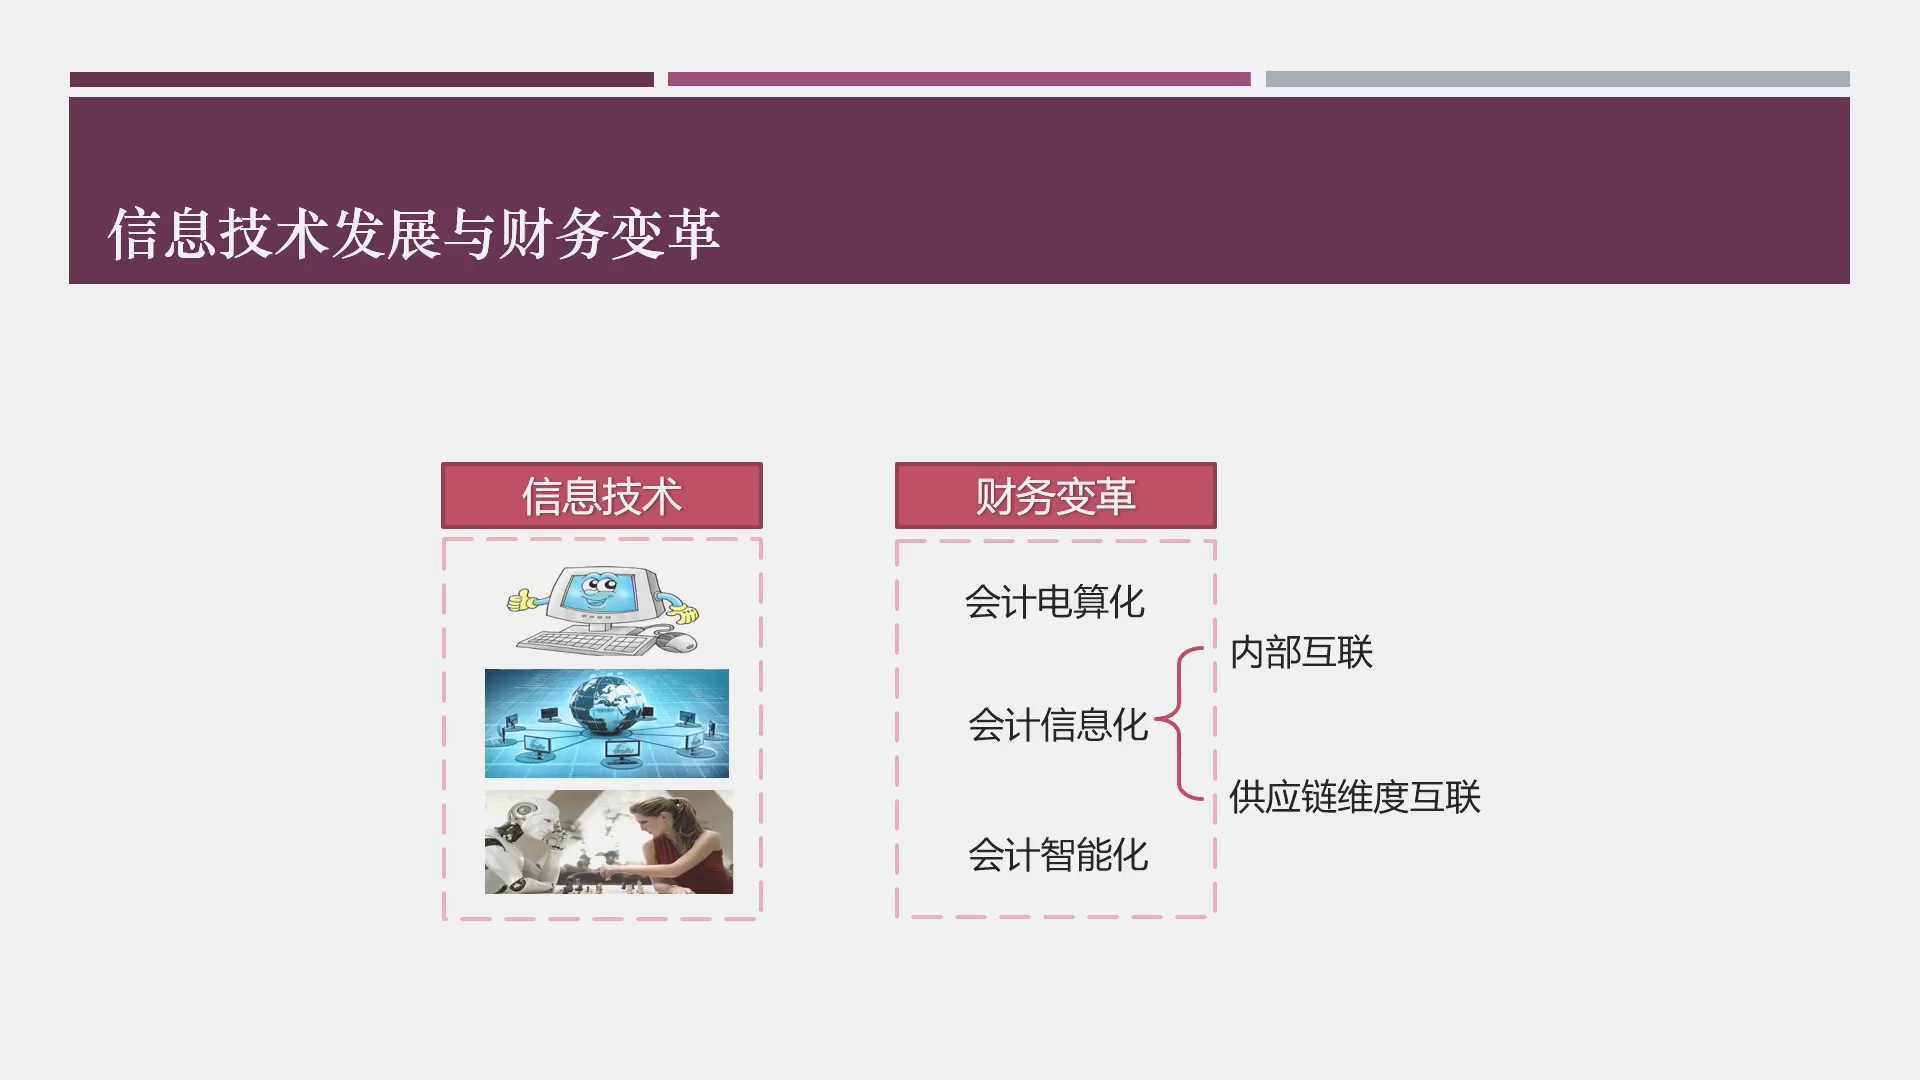 信息技术发展与财务变革
信息技术
财务变革
会计电算化
会计信息化
内部互联
供应链维度互联
会计智能化